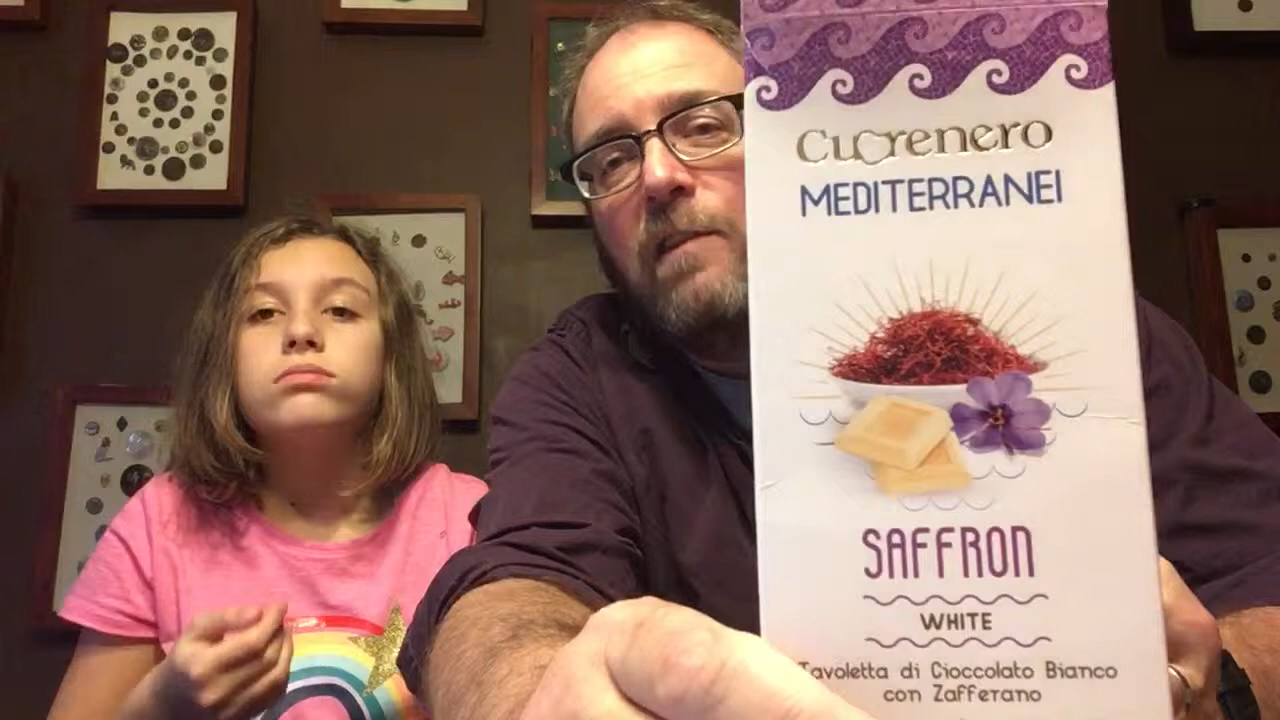 Cuorenero
MEDITERRANEI
SAFFRON
WHITE
Tavoletta di Cioccolato Bianco
con Zafferano